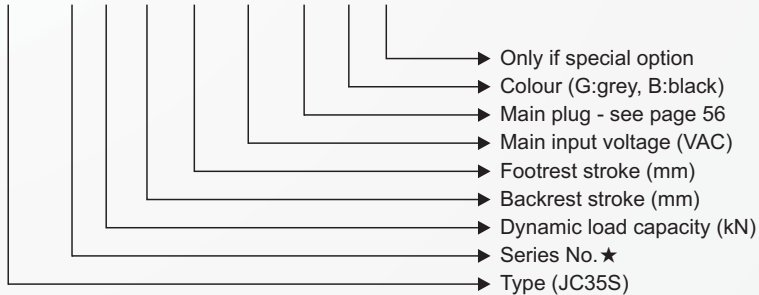 Only if special option
Colour (G:grey, B:black)
Main plug - see page 56
Main input voltage (VAC)
Footrest stroke (mm)
Backrest stroke (mm)
Dynamic load capacity (kN)
Series No.★
Type (JC35S)